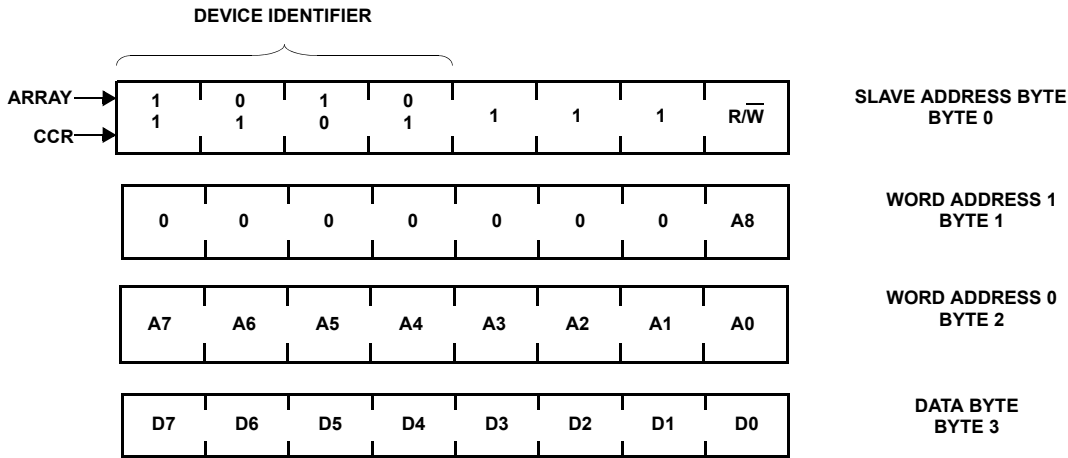 DEVICE IDENTIFIER
ARRAY 1 0 1 0
CCR 1 1 0 1 1 1 1 R/W̅
SLAVE ADDRESS BYTE
BYTE 0
0 0 0 0 0 0 0 A8
WORD ADDRESS 1
BYTE 1
A7 A6 A5 A4 A3 A2 A1 A0
WORD ADDRESS 0
BYTE 2
D7 D6 D5 D4 D3 D2 D1 D0
DATA BYTE
BYTE 3